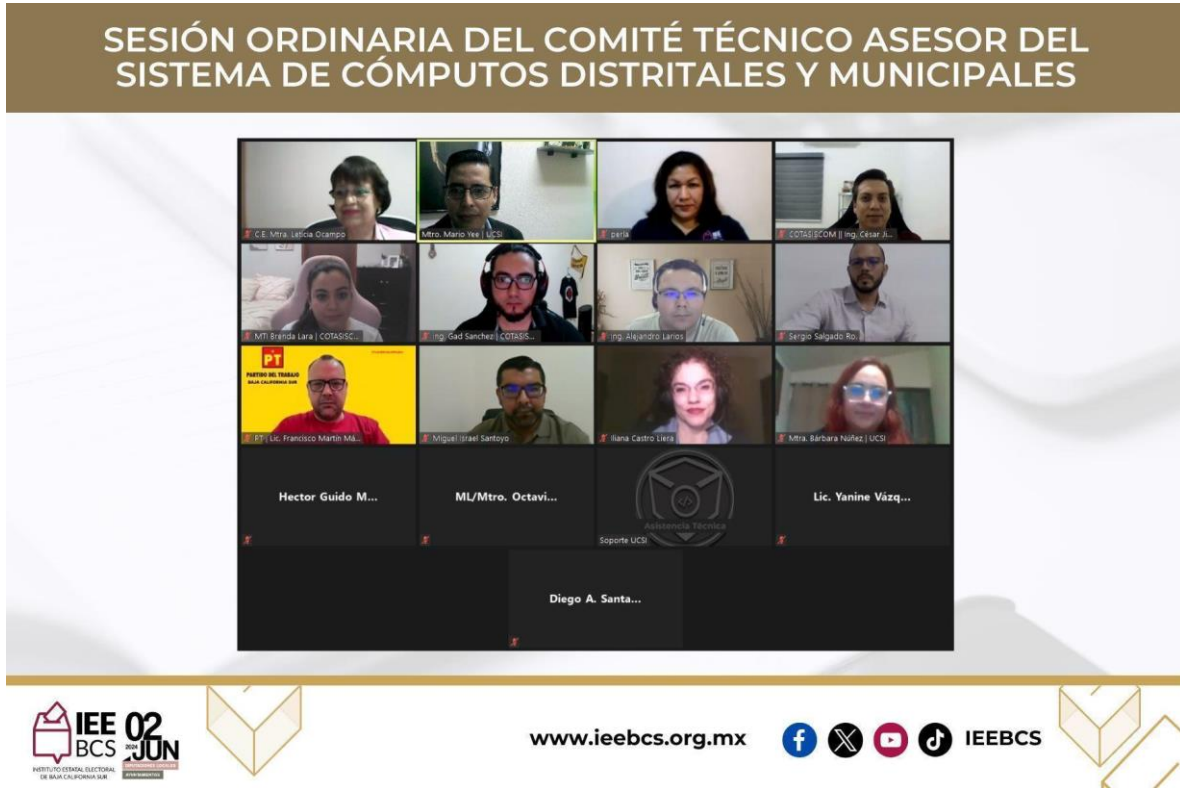 SESIÓN ORDINARIA DEL COMITÉ TÉCNICO ASESOR DEL
SISTEMA DE CÓMPUTOS DISTRITALES Y MUNICIPALES
C.E. Mtra. Leticia Ocampo
Mtro. Mario Yee | UCSI
perla
COTASISCOM || Ing. César Ji...
MTI Brenda Lara | COTASISC...
Ing. Gad Sanchez | COTASIS...
Ing. Alejandro Larios
Sergio Salgado Ro...
PT
PARTIDO DEL TRABAJO
BAJA CALIFORNIA SUR
PT | Lic. Francisco Martín Má...
Miguel Israel Santoyo
Iliana Castro Liera
Mtra. Bárbara Núñez | UCSI
Hector Guido M...
ML/Mtro. Octavi...
Asistencia Técnica
Soporte UCSI
Lic. Yanine Vázq...
Diego A. Santa...
IEE BCS
INSTITUTO ESTATAL ELECTORAL
DE BAJA CALIFORNIA SUR
02
2024 JUN
DIPUTACIONES LOCALES
AYUNTAMIENTOS
www.ieebcs.org.mx
IEEBCS